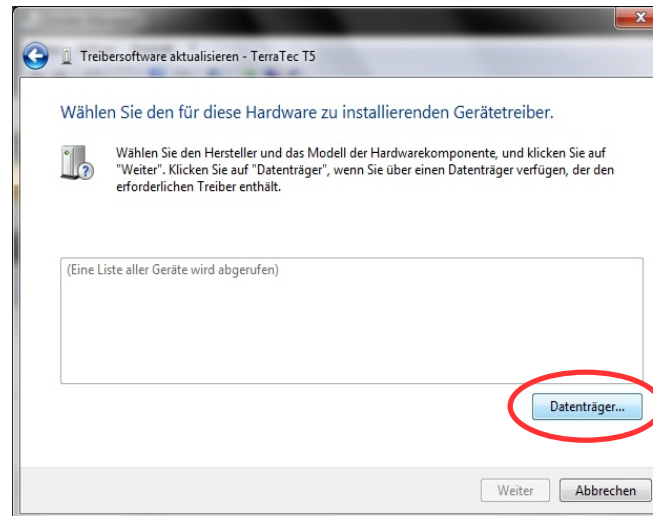 Treibersoftware aktualisieren - TerraTec T5
Wählen Sie den für diese Hardware zu installierenden Gerätetreiber.
Wählen Sie den Hersteller und das Modell der Hardwarekomponente, und klicken Sie auf
"Weiter". Klicken Sie auf "Datenträger", wenn Sie über einen Datenträger verfügen, der den
erforderlichen Treiber enthält.
(Eine Liste aller Geräte wird abgerufen)
Datenträger...
Weiter
Abbrechen